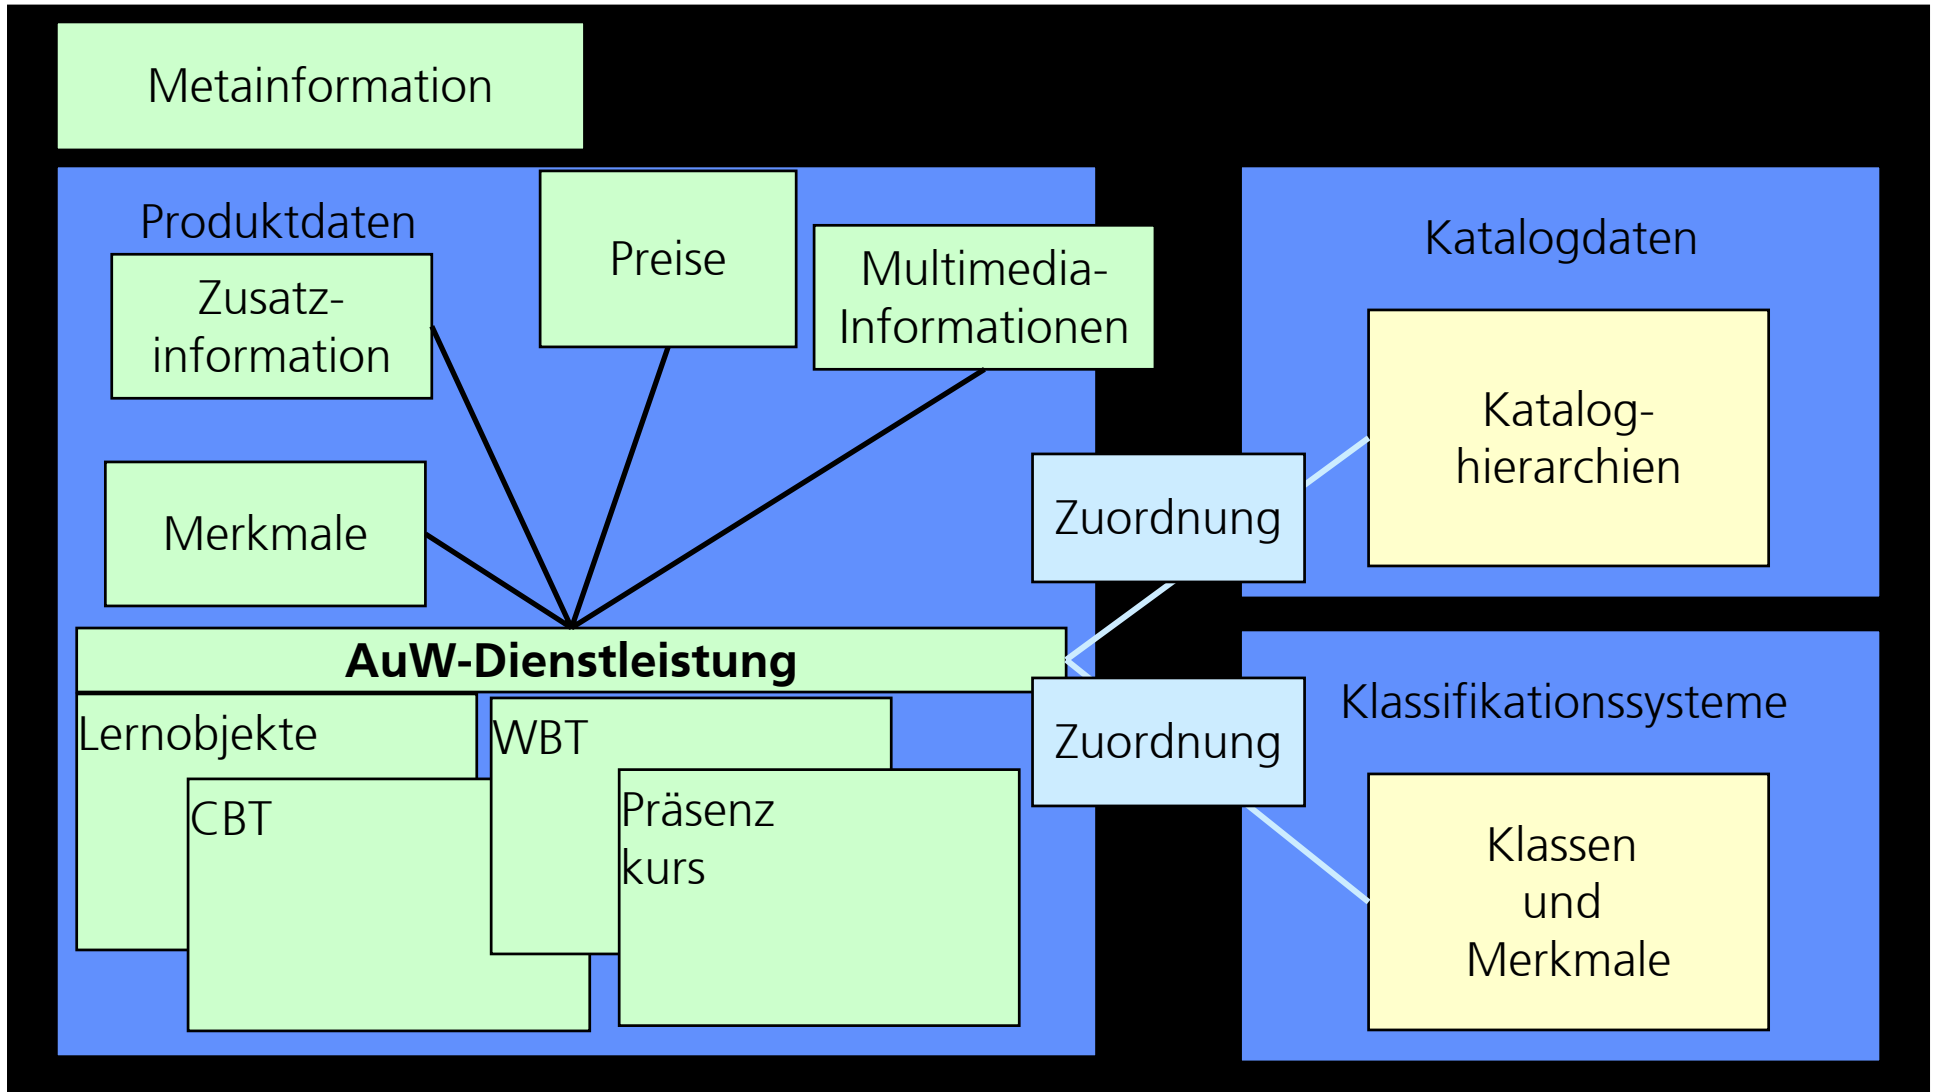 Metainformation
Produktdaten
Zusatz-
information
Preise
Multimedia-
Informationen
Merkmale
AuW-Dienstleistung
Lernobjekte
CBT
WBT
Präsenz
kurs
Zuordnung
Zuordnung
Katalogdaten
Katalog-
hierarchien
Klassifikationssysteme
Klassen
und
Merkmale